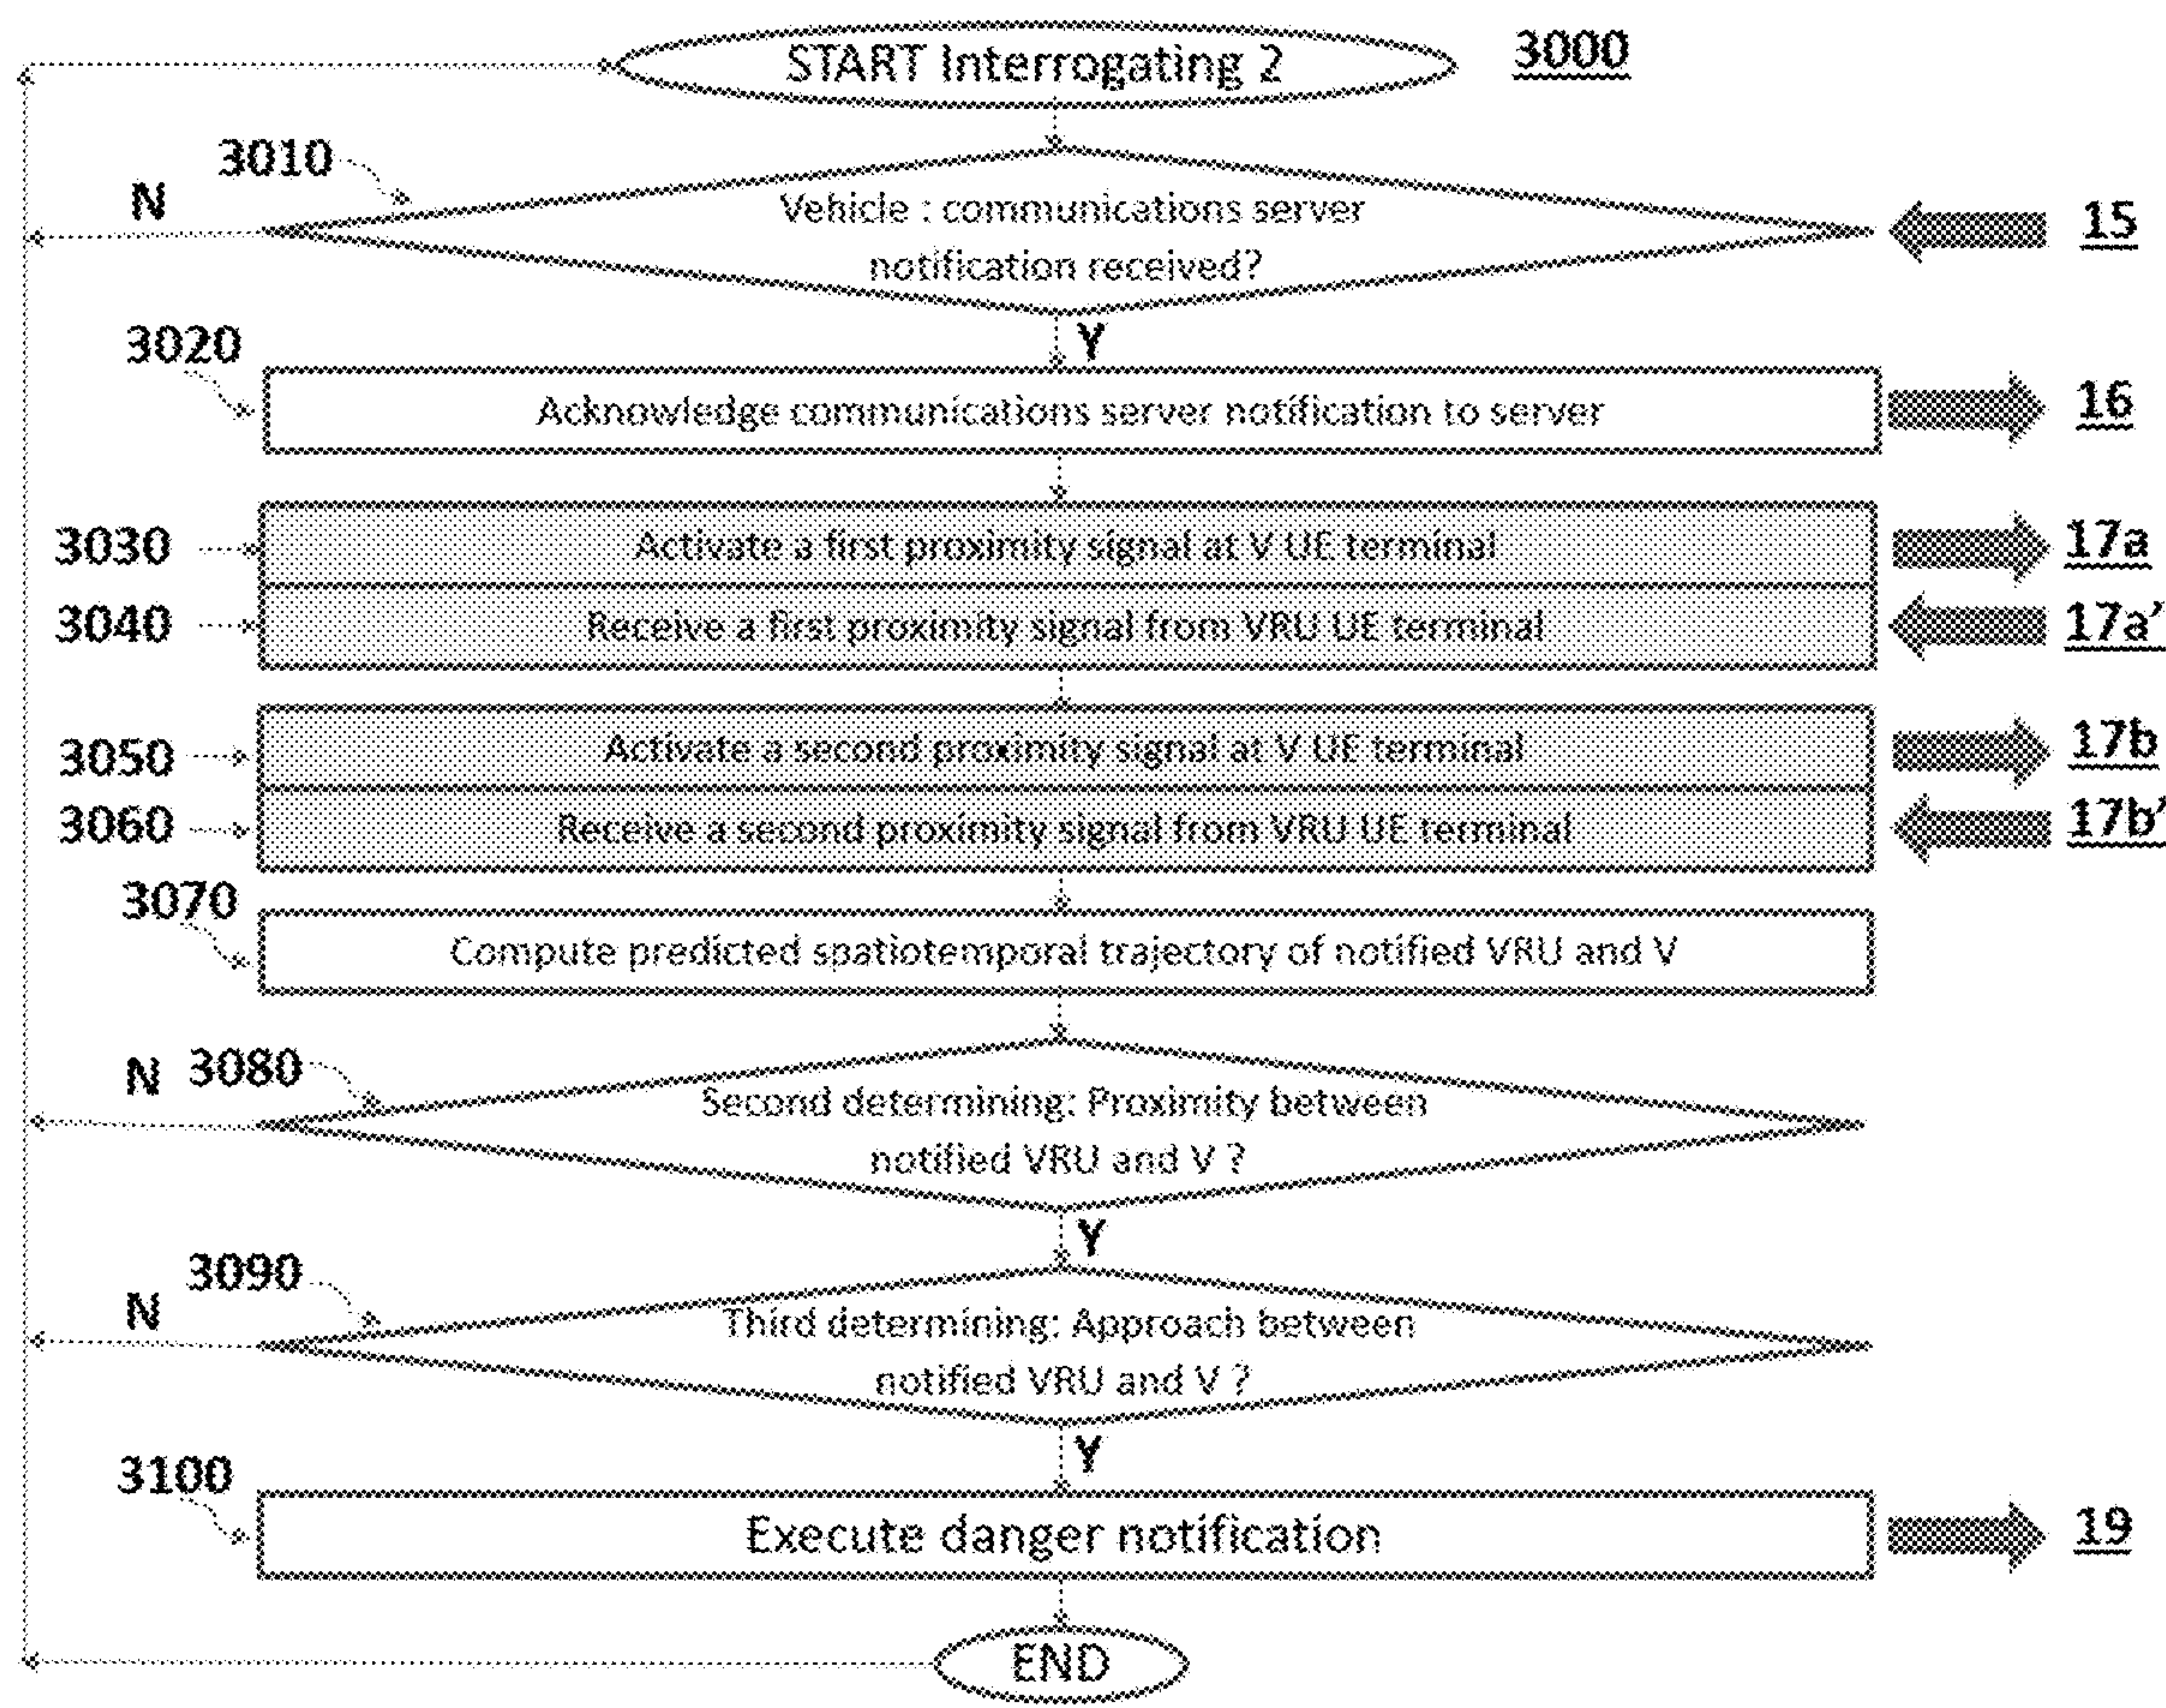 START Interrogating 2
3000
3010
N
Vehicle : communications server
notification received?
15
Y
3020
Acknowledge communications server notification to server
16
3030
Activate a first proximity signal at V UE terminal
17a
3040
Receive a first proximity signal from VRU UE terminal
17a'
3050
Activate a second proximity signal at V UE terminal
17b
3060
Receive a second proximity signal from VRU UE terminal
17b'
3070
Compute predicted spatiotemporal trajectory of notified VRU and V
N
3080
Second determining: Proximity between
notified VRU and V ?
Y
3090
N
Third determining: Approach between
notified VRU and V ?
Y
3100
Execute danger notification
19
END